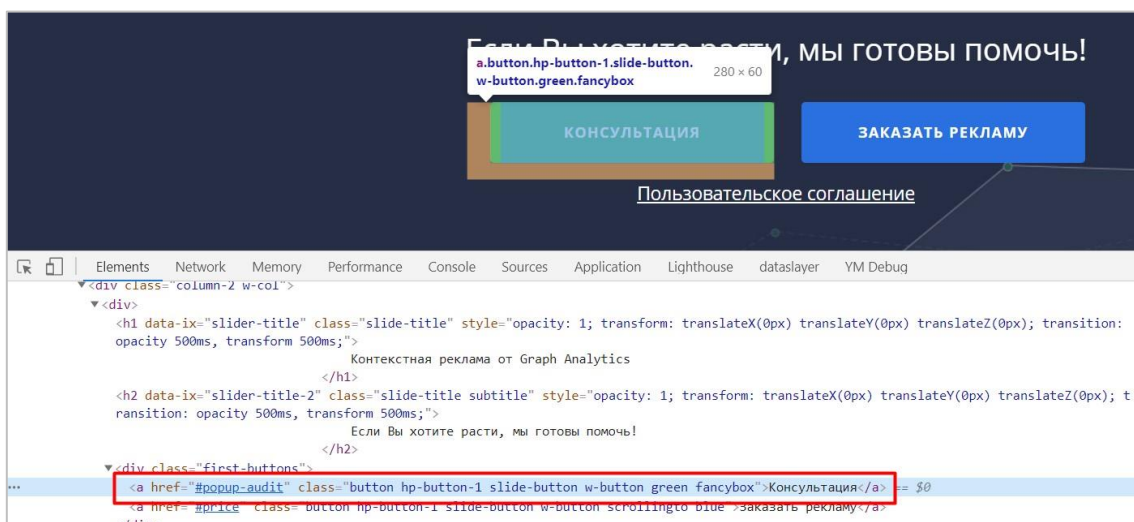 Если Вы хотите расти, мы готовы помочь!
a.button.hp-button-1.slide-button.
w-button.green.fancybox
280 × 60
КОНСУЛЬТАЦИЯ
ЗАКАЗАТЬ РЕКЛАМУ
Пользовательское соглашение
Elements Network Memory Performance Console Sources Application Lighthouse dataslayer YM Debug
▼<div class="column-2 w-col">
▼<div>
<h1 data-ix="slider-title" class="slide-title" style="opacity: 1; transform: translateX(0px) translateY(0px) translateZ(0px); transition:
opacity 500ms, transform 500ms;">
Контекстная реклама от Graph Analytics
</h1>
<h2 data-ix="slider-title-2" class="slide-title subtitle" style="opacity: 1; transform: translateX(0px) translateY(0px) translateZ(0px); t
ransition: opacity 500ms, transform 500ms;">
Если Вы хотите расти, мы готовы помочь!
</h2>
▼<div class="first-buttons">
... <a href="#popup-audit" class="button hp-button-1 slide-button w-button green fancybox">Консультация</a> == $0
<a href="#price" class="button hp-button-1 slide-button w-button scrollingto blue">Заказать рекламу</a>